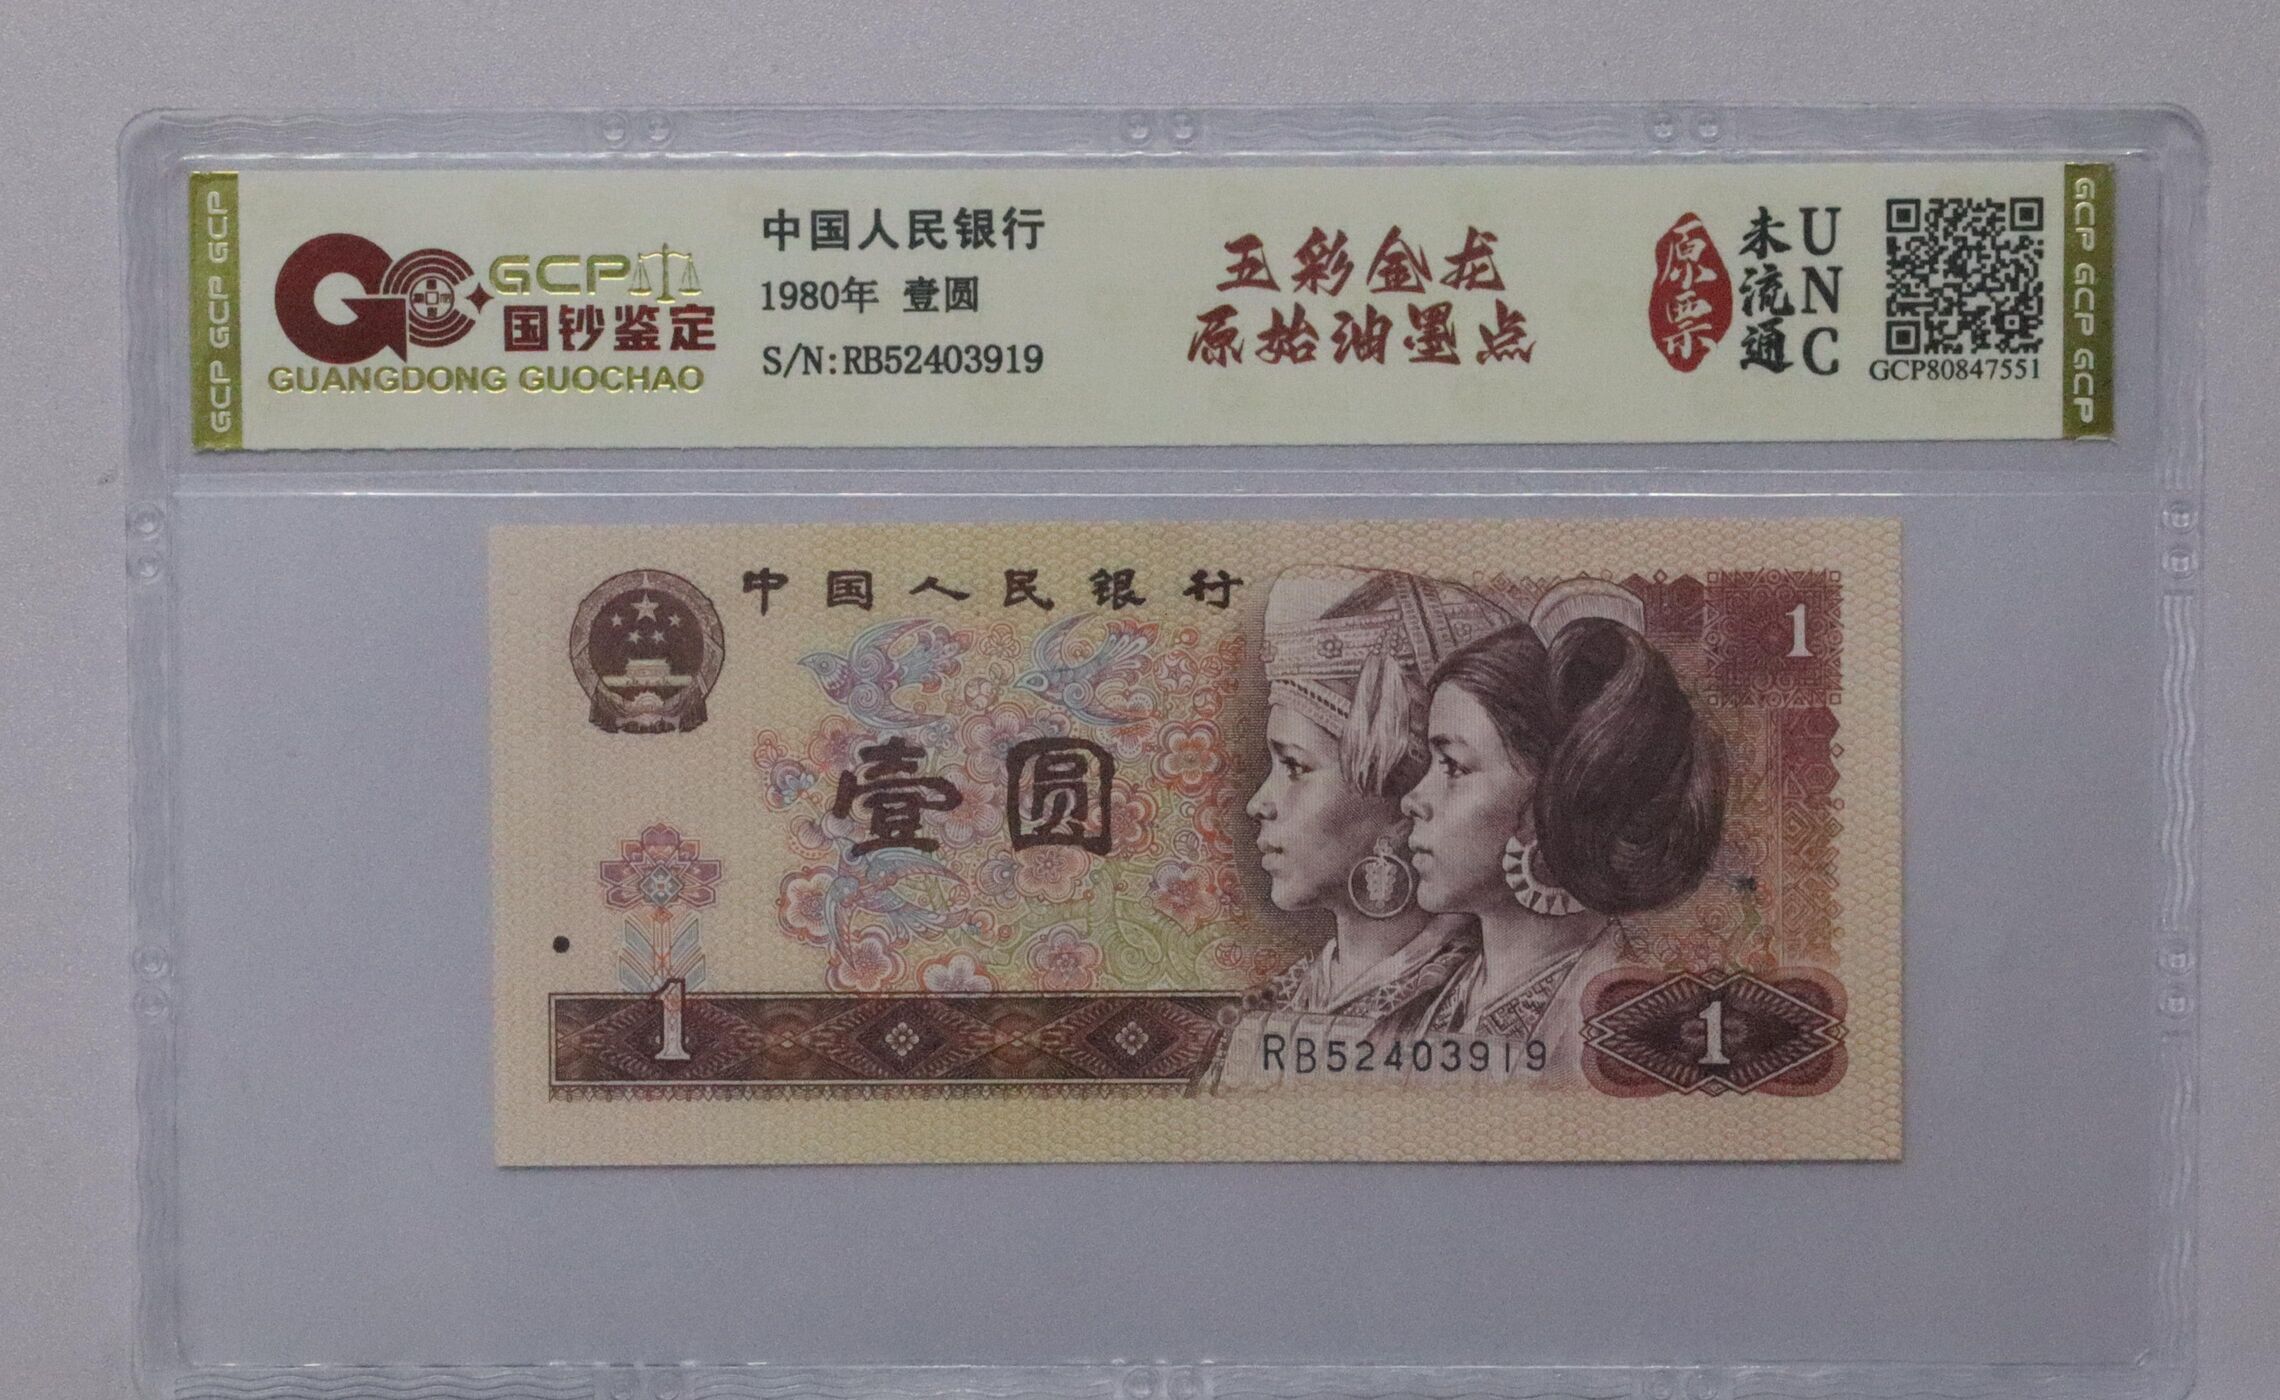 GCP GCP GCP
GCP
国钞鉴定
GUANGDONG GUOCHAO
中国人民银行
1980年 壹圆
S/N:RB52403919
五彩金龙
原始油墨点
原票
未流通
UNC
GCP80847551
GCP GCP GCP
中国人民银行
1
壹圆
1
RB52403919
1